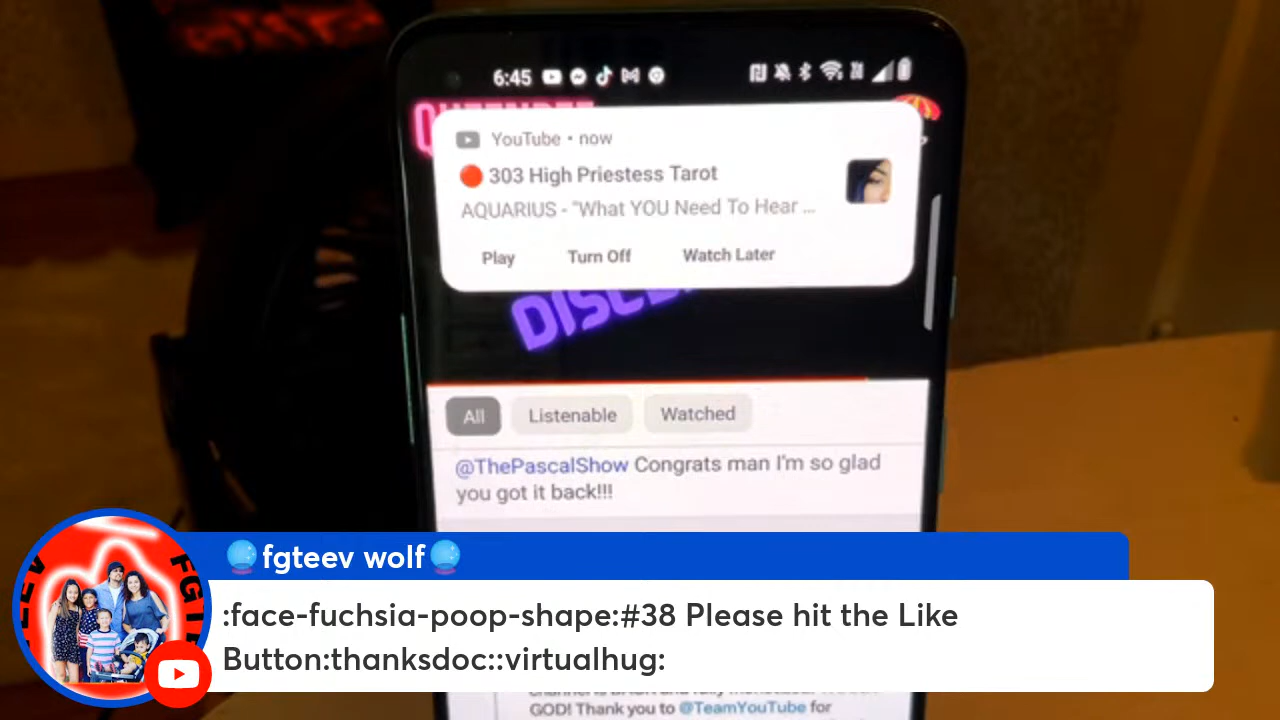 6:45
YouTube • now
303 High Priestess Tarot
AQUARIUS - "What YOU Need To Hear ...
Play Turn Off Watch Later
DISC
All Listenable Watched
@ThePascalShow Congrats man I'm so glad
you got it back!!!
fgteev wolf
:face-fuchsia-poop-shape:#38 Please hit the Like
Button:thanksdoc::virtualhug:
GOD! Thank you to @TeamYouTube for